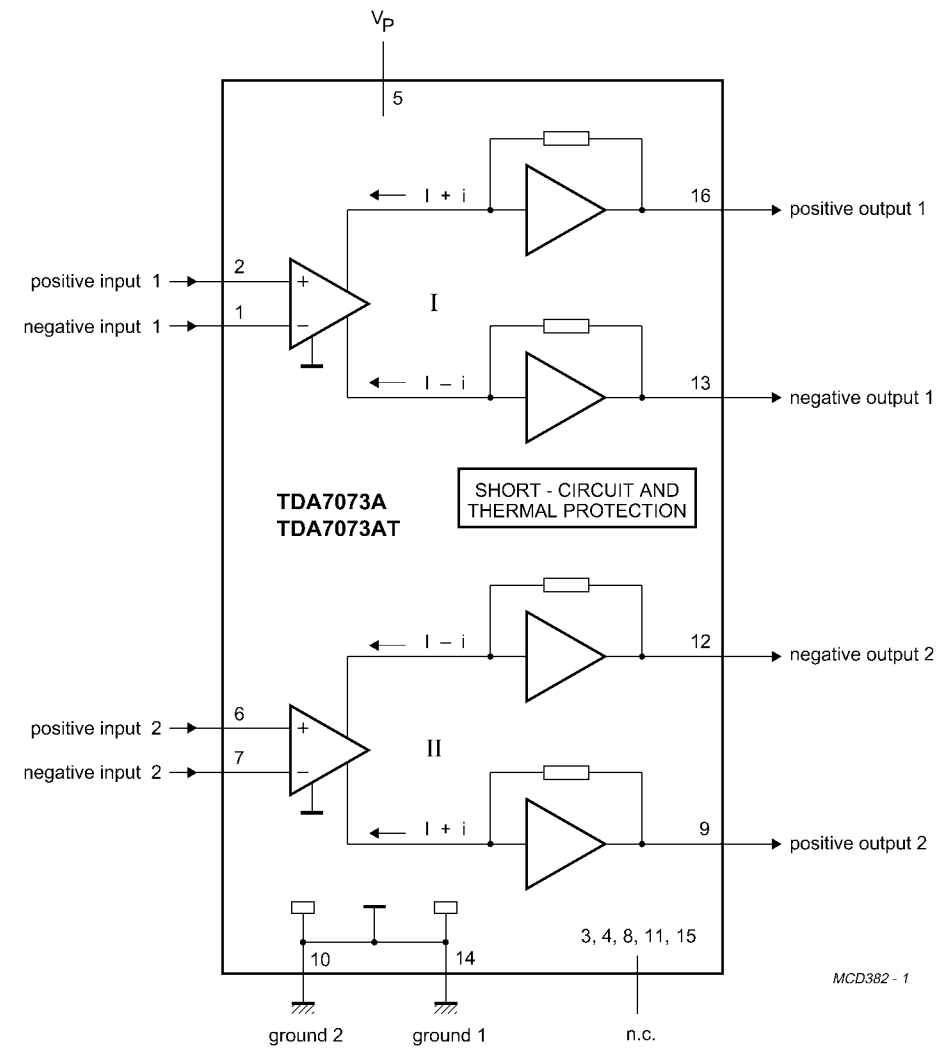 VP
5
I + i
16
positive output 1
positive input 1
2
+
I
negative input 1
1
–
I – i
13
negative output 1
TDA7073A
TDA7073AT
SHORT - CIRCUIT AND
THERMAL PROTECTION
I – i
12
negative output 2
positive input 2
6
+
II
negative input 2
7
–
I + i
9
positive output 2
3, 4, 8, 11, 15
10
14
MCD382 - 1
ground 2
ground 1
n.c.